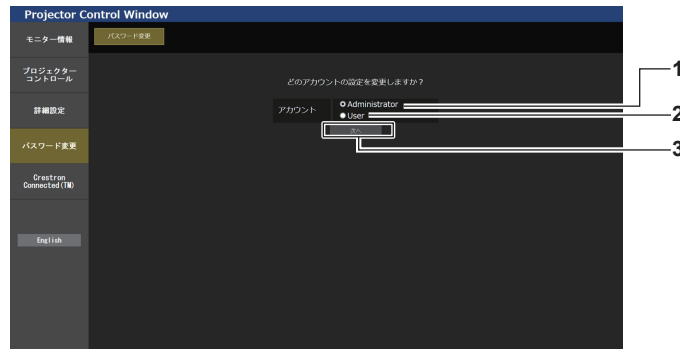 Projector Control Window
モニター情報
パスワード変更
プロジェクター
コントロール
どのアカウントの設定を変更しますか？
詳細設定
アカウント
Administrator
User
次へ
パスワード変更
Crestron
Connected(TM)
English
1
2
3